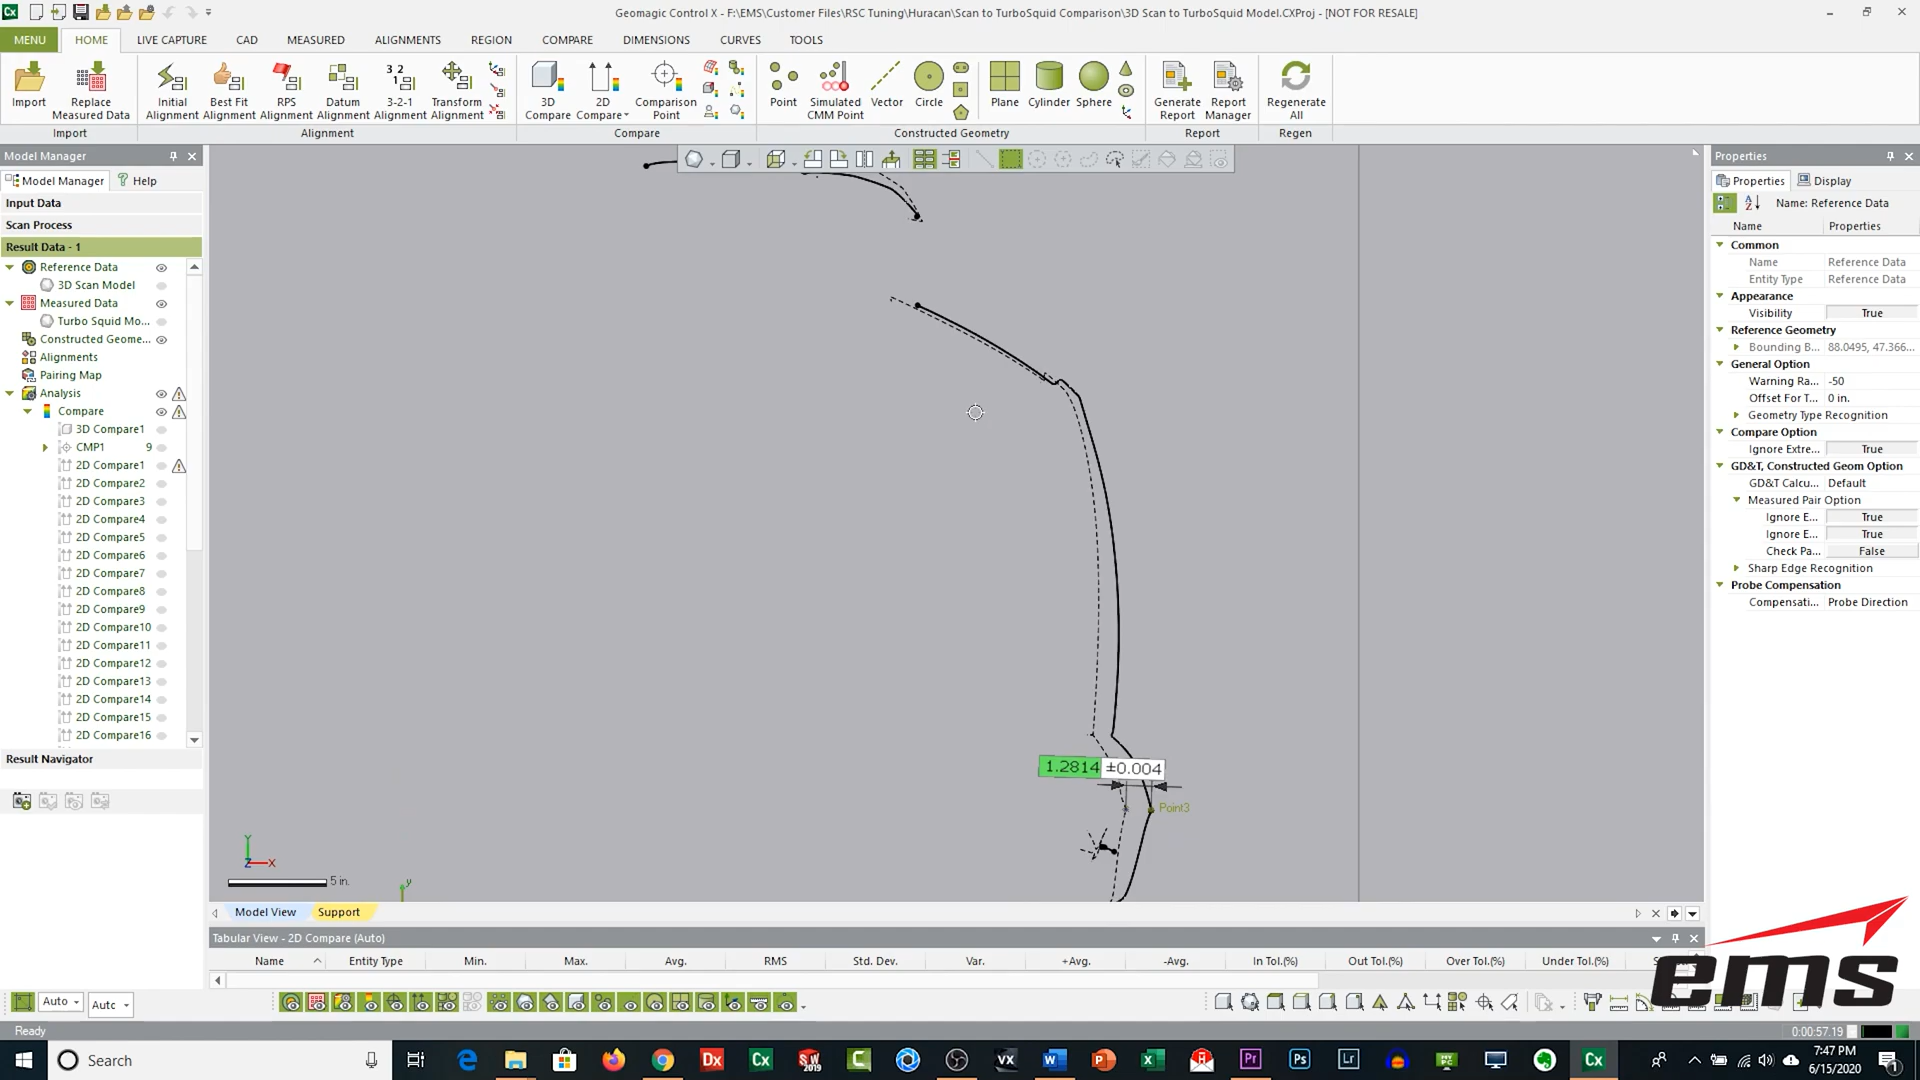 Geomagic Control X - F:\EMS\Customer Files\RSC Tuning\Huracan\Scan to TurboSquid Comparison\3D Scan to TurboSquid Model.CXProj - [NOT FOR RESALE]
MENU HOME LIVE CAPTURE CAD MEASURED ALIGNMENTS REGION COMPARE DIMENSIONS CURVES TOOLS
Import Replace Measured Data Initial Alignment Best Fit Alignment RPS Alignment Datum Alignment 3 2 1 3-2-1 Alignment Transform Alignment 3D Compare 2D Compare Comparison Point Point Simulated CMM Point Vector Circle Plane Cylinder Sphere Generate Report Report Manager Regenerate All
Import Alignment Compare Constructed Geometry Report Regen
Model Manager
Model Manager Help
Input Data
Scan Process
Result Data - 1
Reference Data
3D Scan Model
Measured Data
Turbo Squid Mo...
Constructed Geome...
Alignments
Pairing Map
Analysis
Compare
3D Compare1
CMP1 9
2D Compare1
2D Compare2
2D Compare3
2D Compare4
2D Compare5
2D Compare6
2D Compare7
2D Compare8
2D Compare9
2D Compare10
2D Compare11
2D Compare12
2D Compare13
2D Compare14
2D Compare15
2D Compare16
Result Navigator
1.2814 ±0.004
Point3
Y
Z X
5 in.
y
Model View Support
Tabular View - 2D Compare (Auto)
Name Entity Type Min. Max. Avg. RMS Std. Dev. Var. +Avg. -Avg. In Tol.(%) Out Tol.(%) Over Tol.(%) Under Tol.(%)
Properties
Properties Display
Name: Reference Data
Name Properties
Common
Name Reference Data
Entity Type Reference Data
Appearance
Visibility True
Reference Geometry
Bounding B... 88.0495, 47.366...
General Option
Warning Ra... -50
Offset For T... 0 in.
Geometry Type Recognition
Compare Option
Ignore Extre... True
GD&T, Constructed Geom Option
GD&T Calcu... Default
Measured Pair Option
Ignore E... True
Ignore E... True
Check Pa... False
Sharp Edge Recognition
Probe Compensation
Compensati... Probe Direction
ems
Auto Autc
Ready
0:00:57.19
Search
7:47 PM
6/15/2020